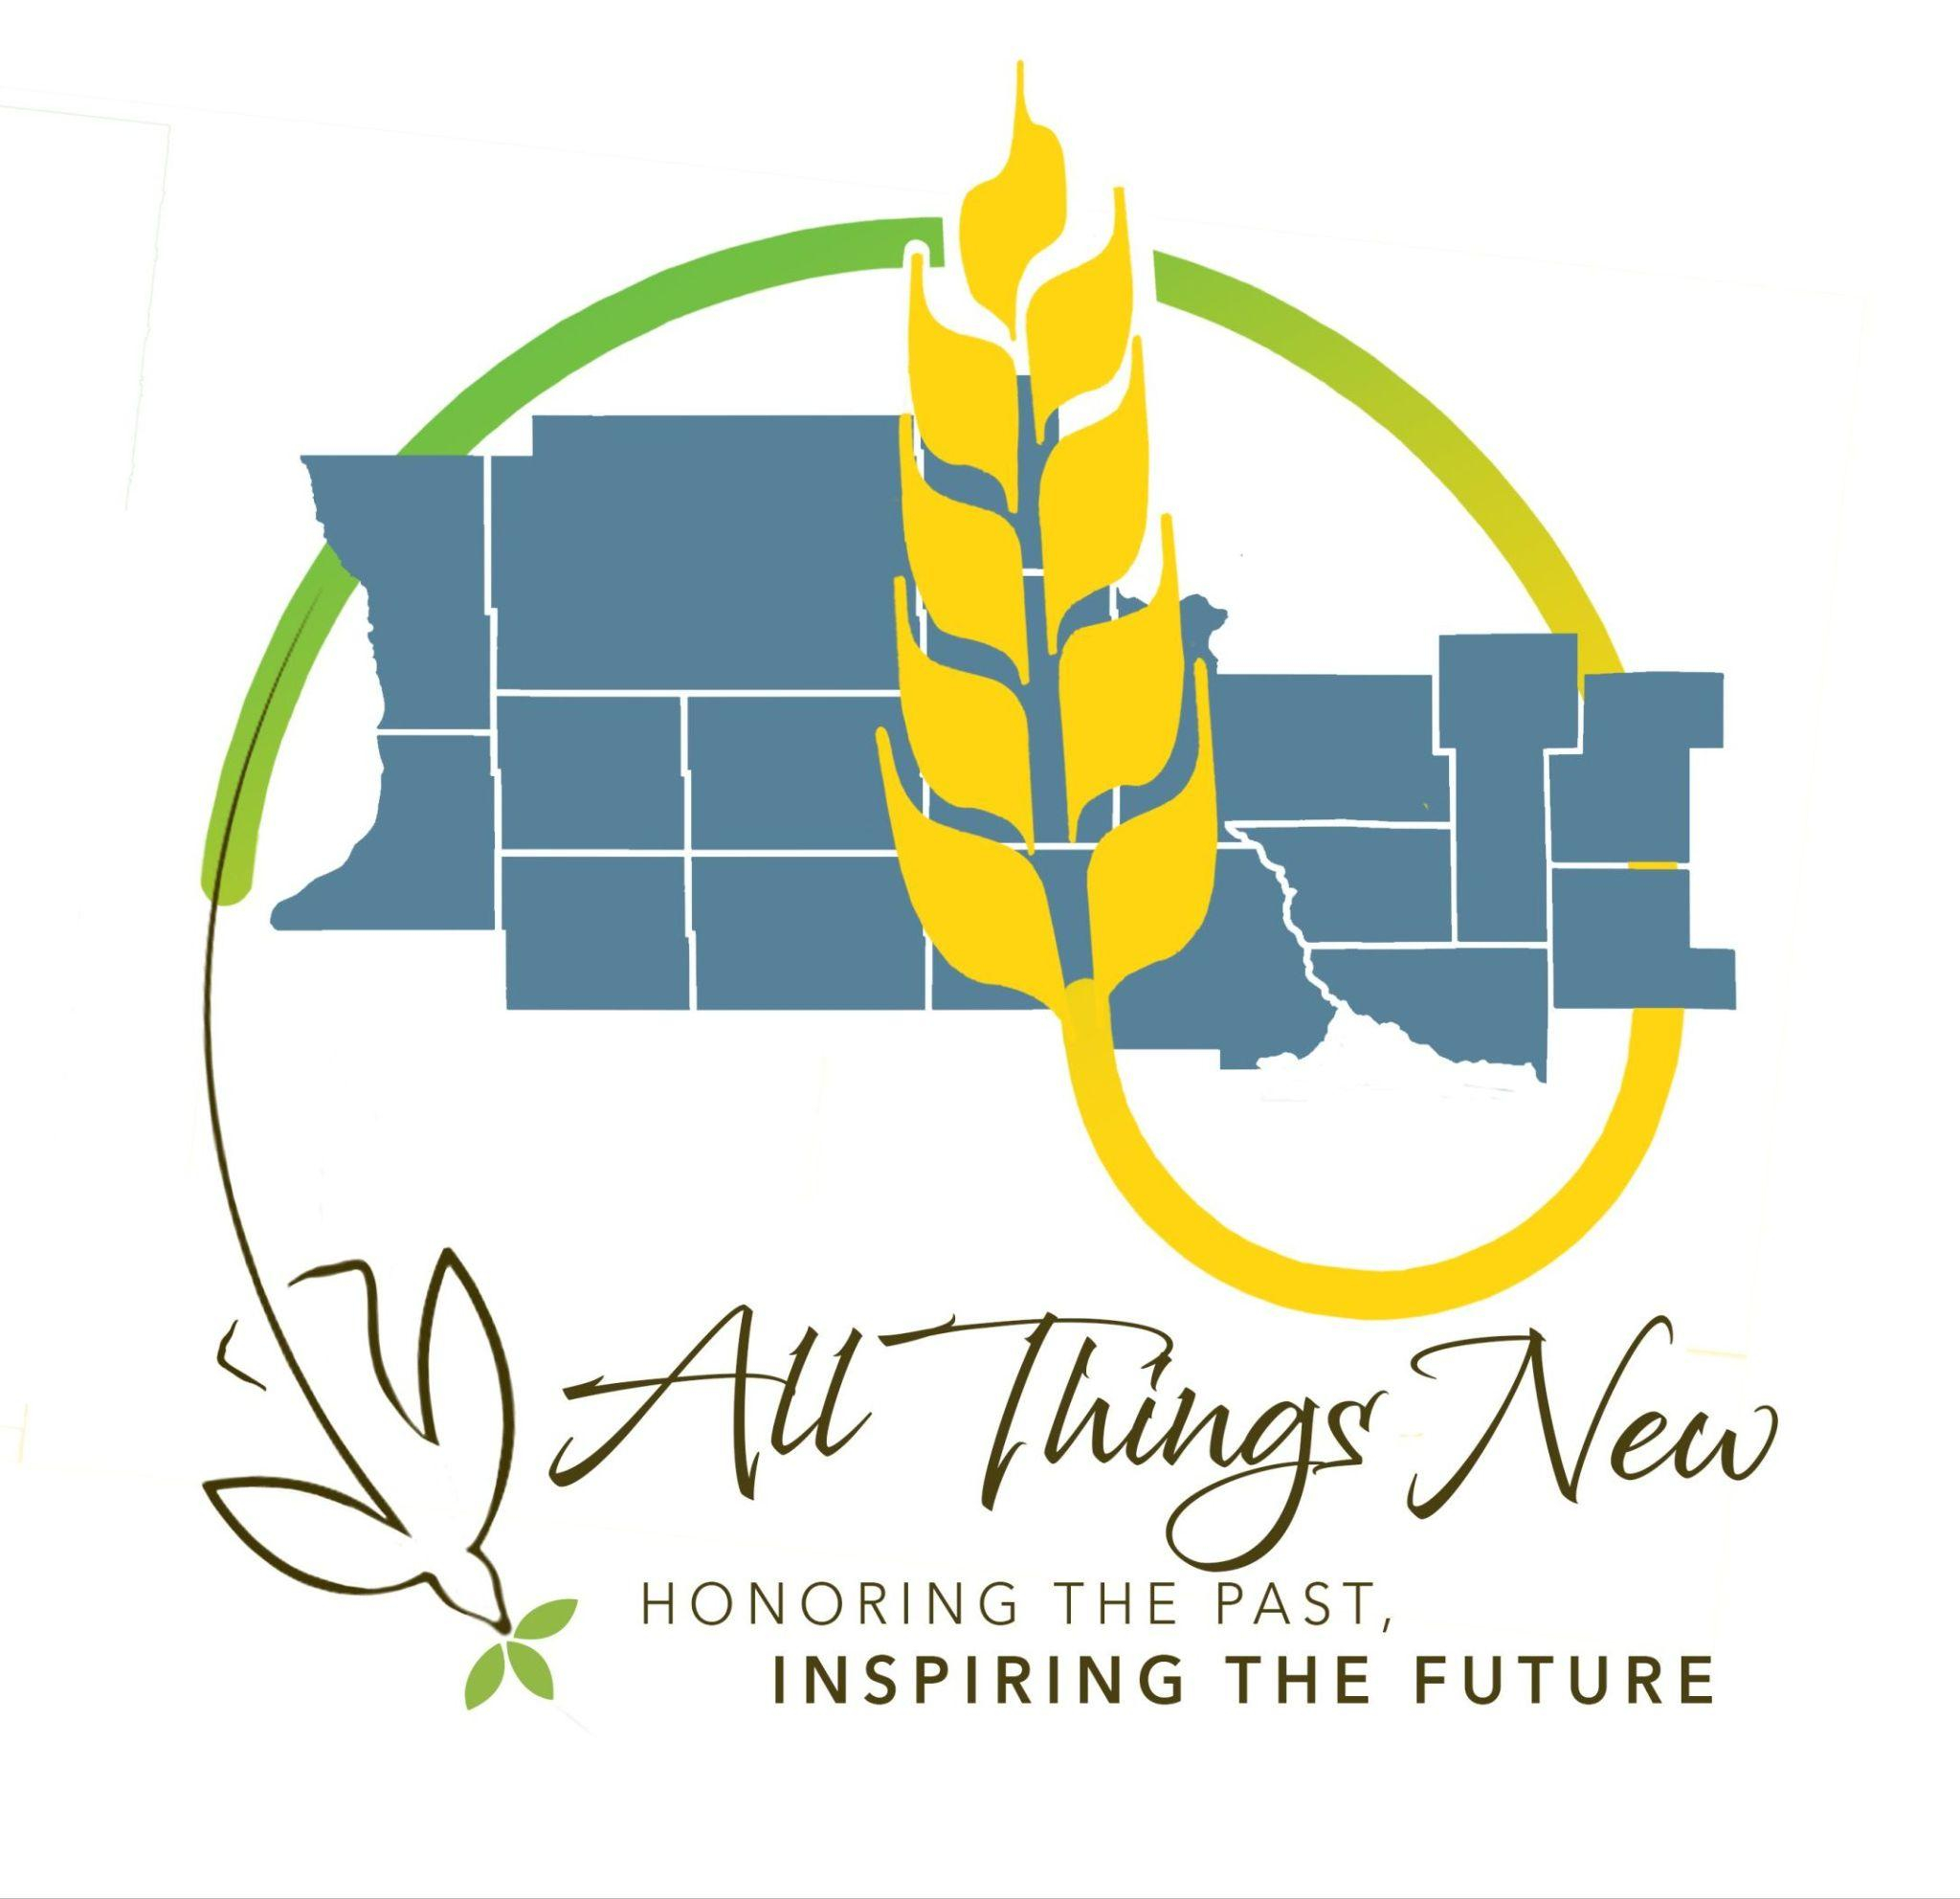 All Things New
HONORING THE PAST,
INSPIRING THE FUTURE